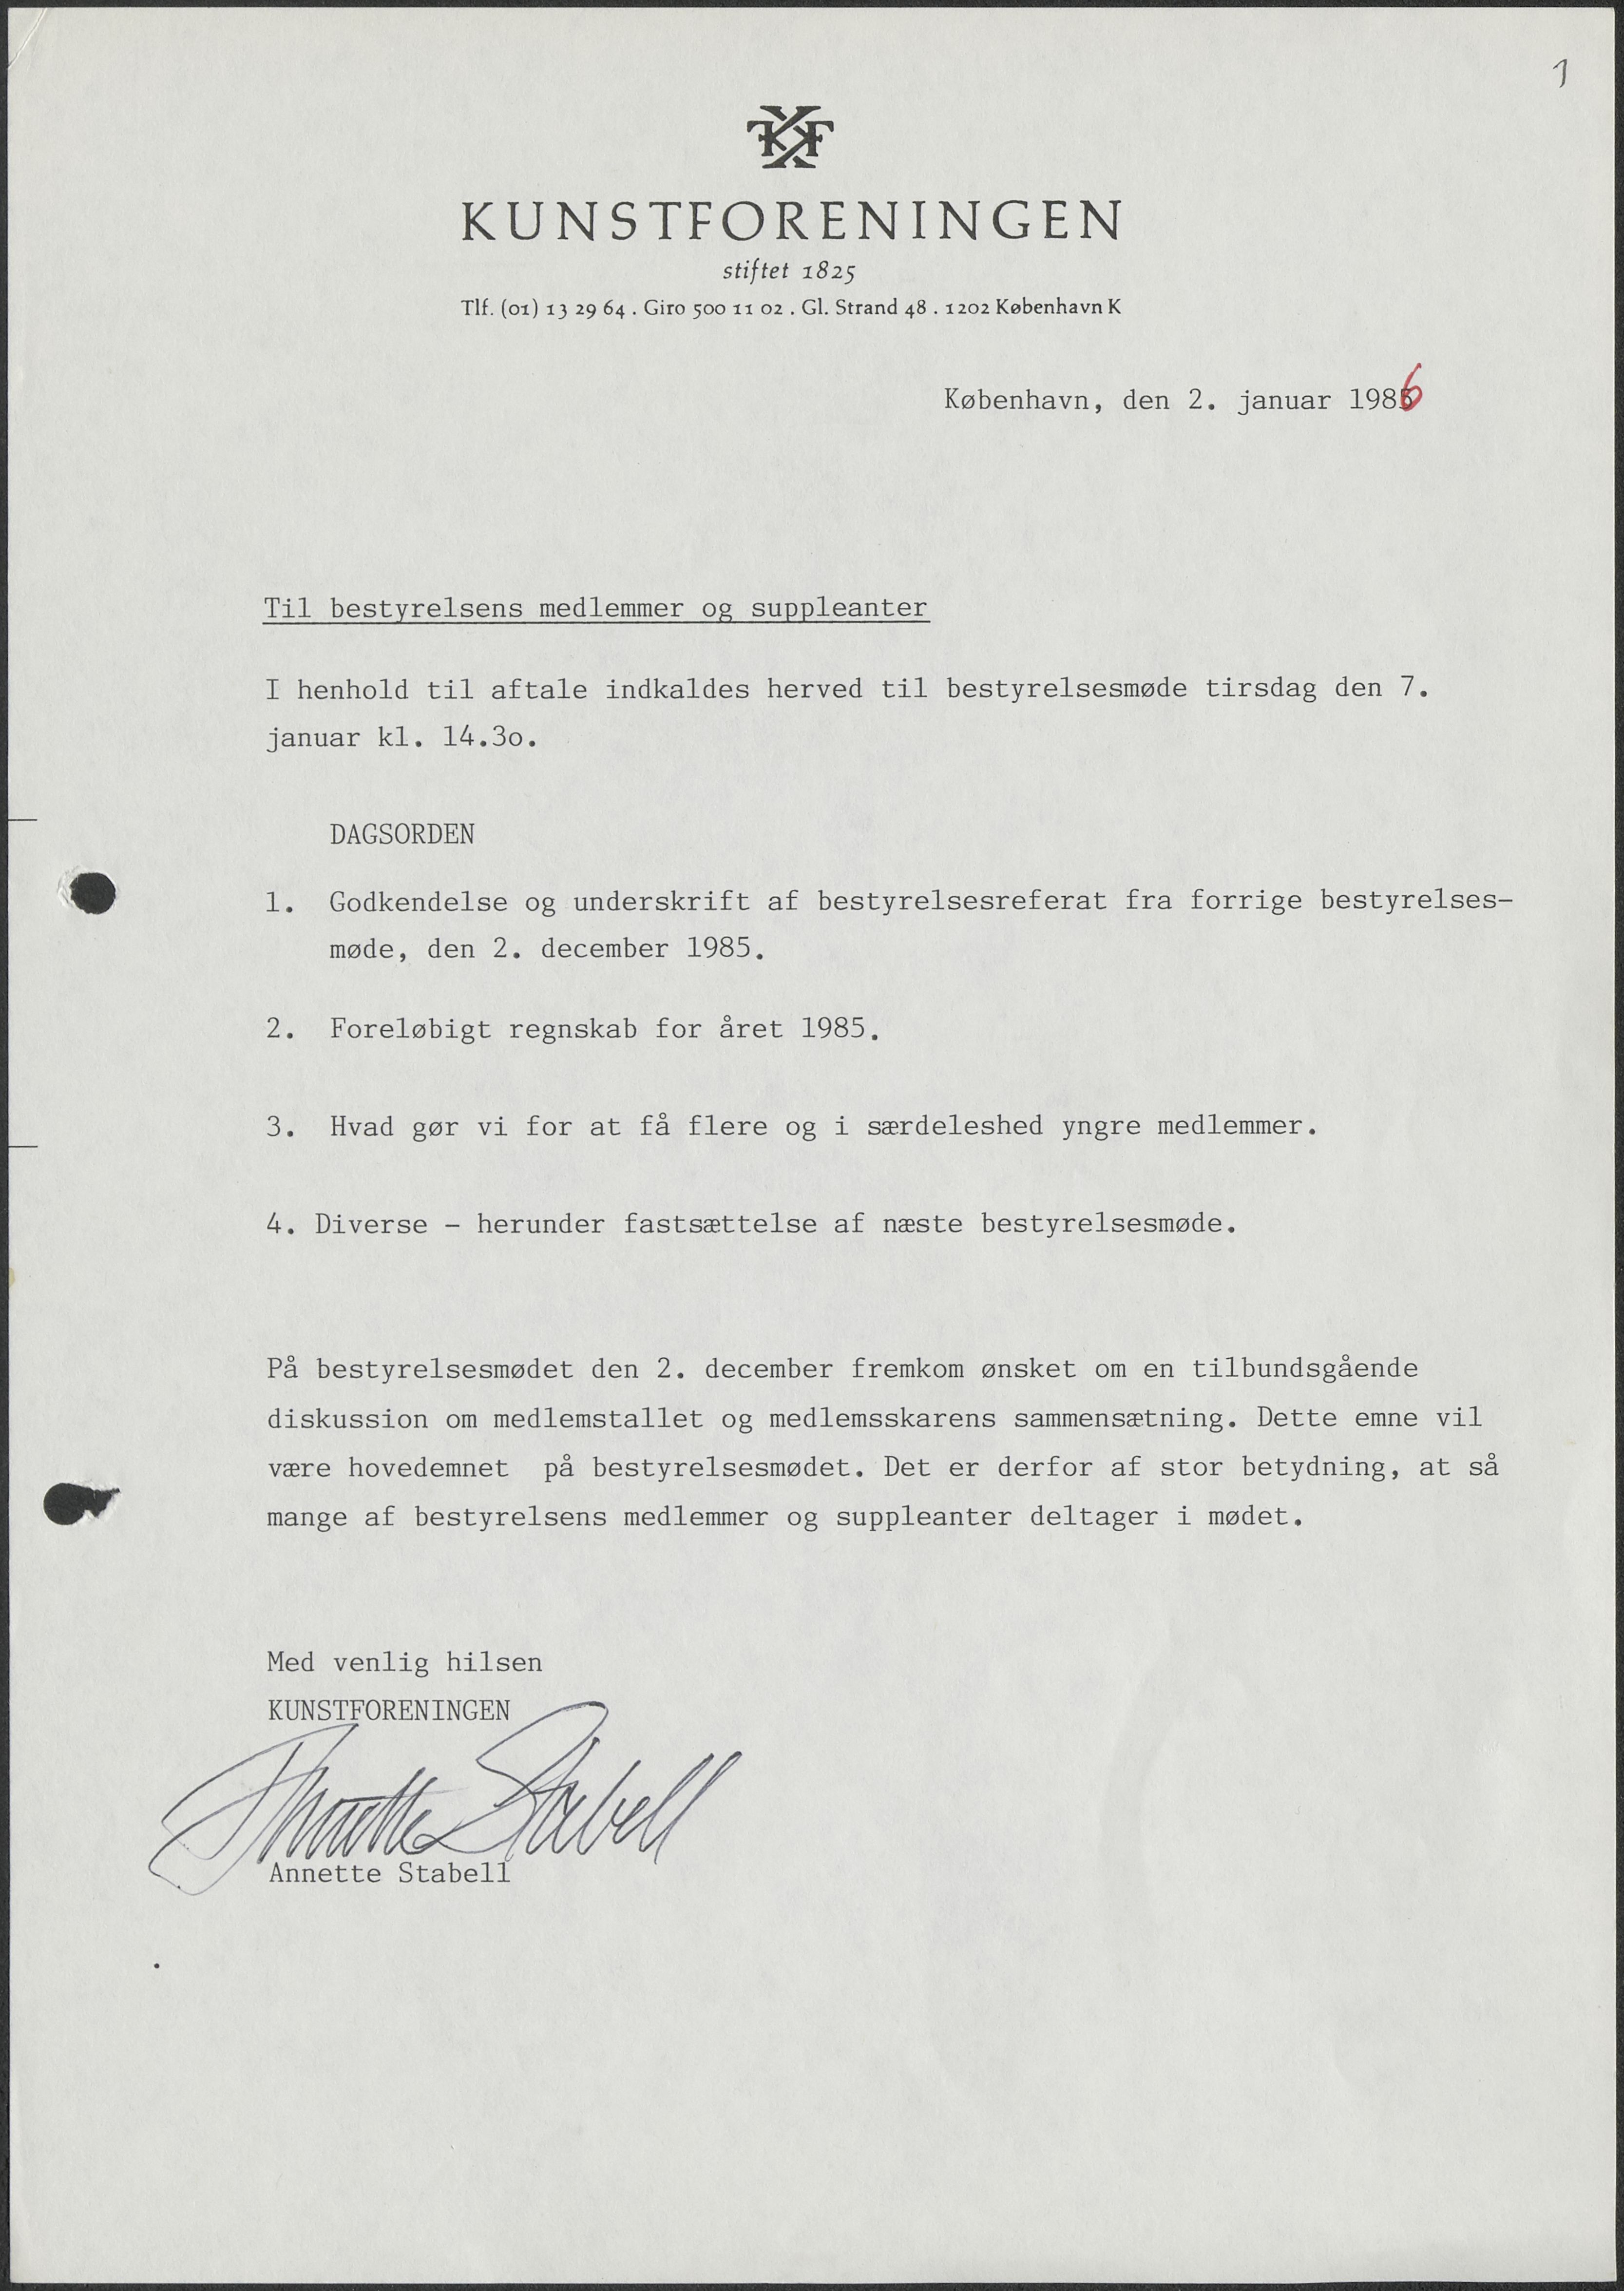 1
KUNSTFORENINGEN
stiftet 1825
Tlf. (01) 13 29 64 . Giro 500 11 02 . Gl. Strand 48 . 1202 København K
København, den 2. januar 1986
Til bestyrelsens medlemmer og suppleanter
I henhold til aftale indkaldes herved til bestyrelsesmøde tirsdag den 7.
januar kl. 14.3o.
DAGSORDEN
1. Godkendelse og underskrift af bestyrelsesreferat fra forrige bestyrelses-
møde, den 2. december 1985.
2. Foreløbigt regnskab for året 1985.
3. Hvad gør vi for at få flere og i særdeleshed yngre medlemmer.
4. Diverse - herunder fastsættelse af næste bestyrelsesmøde.
På bestyrelsesmødet den 2. december fremkom ønsket om en tilbundsgående
diskussion om medlemstallet og medlemsskarens sammensætning. Dette emne vil
være hovedemnet på bestyrelsesmødet. Det er derfor af stor betydning, at så
mange af bestyrelsens medlemmer og suppleanter deltager i mødet.
Med venlig hilsen
KUNSTFORENINGEN
Annette Stabell
Annette Stabell